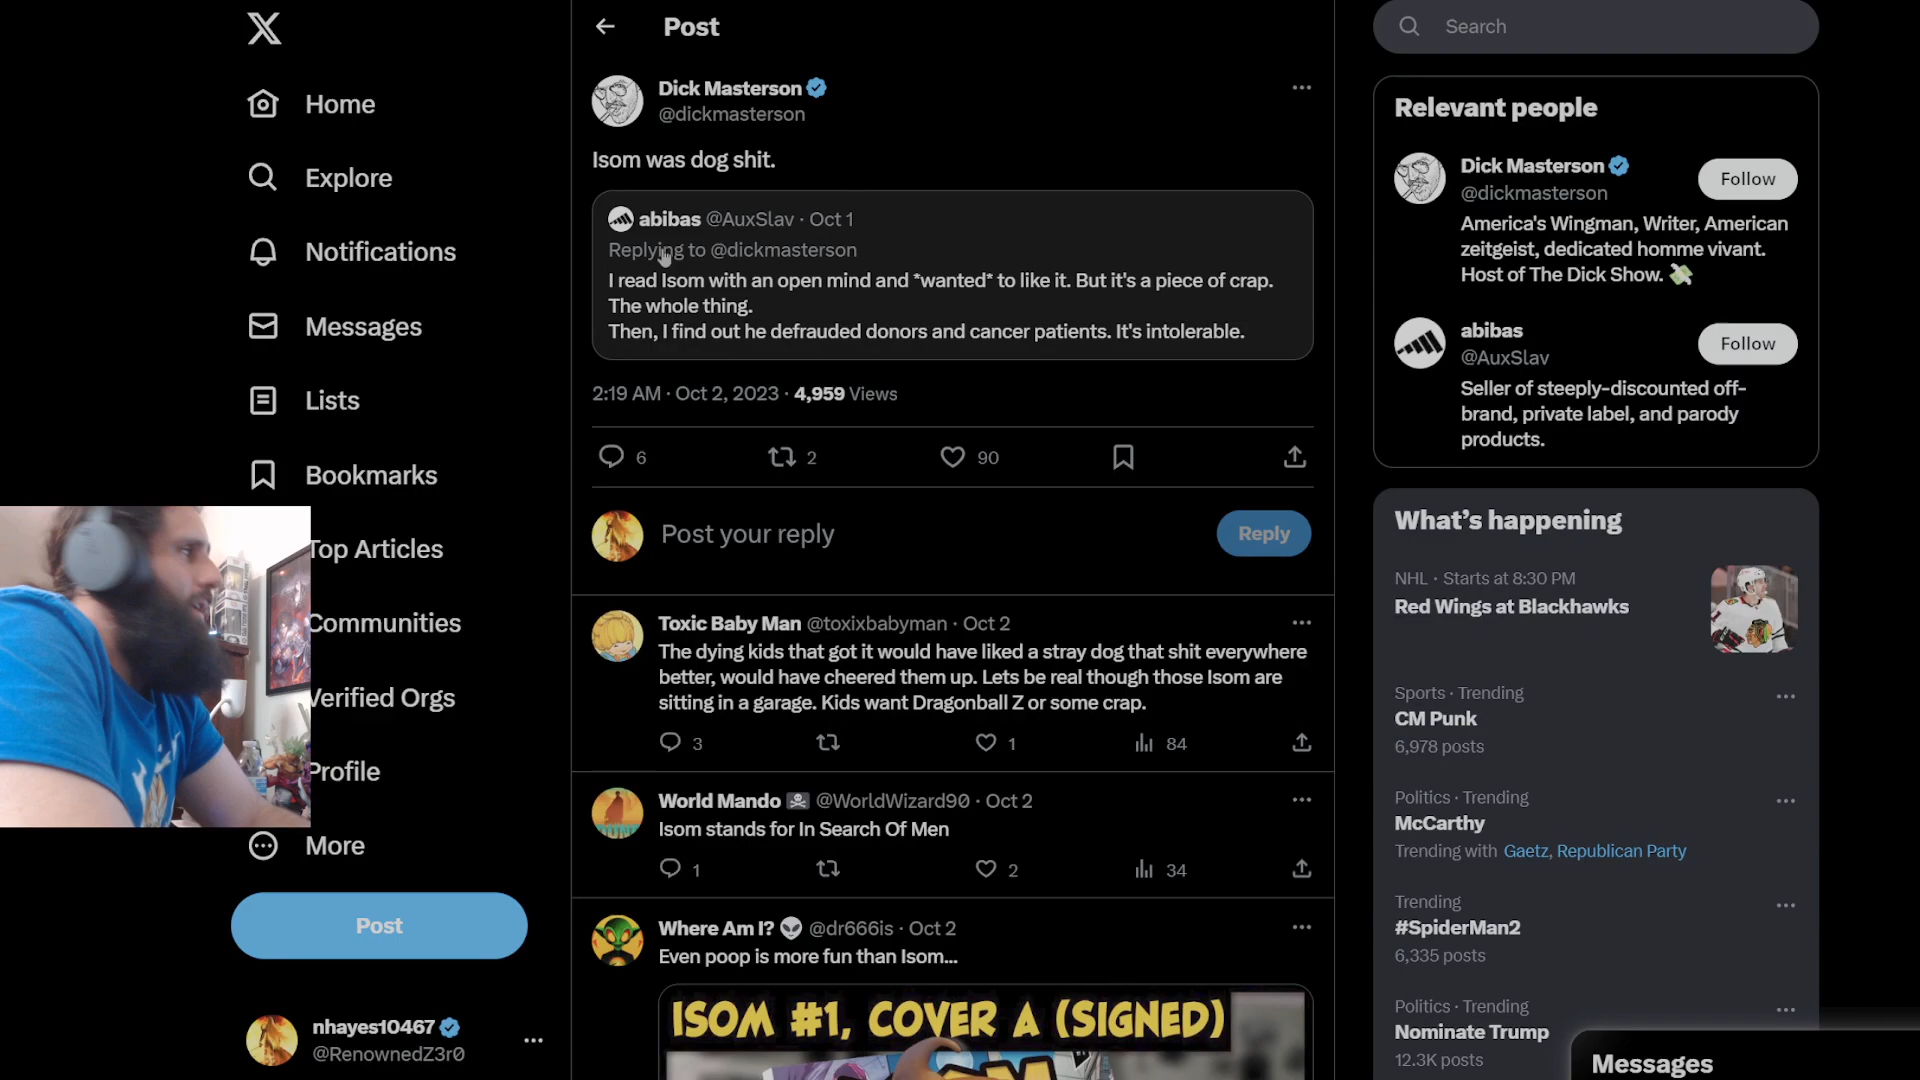 X
Home
Explore
Notifications
Messages
Lists
Bookmarks
Top Articles
Communities
Verified Orgs
Profile
More
Post
nhayes10467
@RenownedZ3r0
Post
Dick Masterson
@dickmasterson
Isom was dog shit.
abibas @AuxSlav · Oct 1
Replying to @dickmasterson
I read Isom with an open mind and *wanted* to like it. But it's a piece of crap.
The whole thing.
Then, I find out he defrauded donors and cancer patients. It's intolerable.
2:19 AM · Oct 2, 2023 · 4,959 Views
6 2 90
Post your reply
Reply
Toxic Baby Man @toxixbabyman · Oct 2
The dying kids that got it would have liked a stray dog that shit everywhere
better, would have cheered them up. Lets be real though those Isom are
sitting in a garage. Kids want Dragonball Z or some crap.
3 1 84
World Mando @WorldWizard90 · Oct 2
Isom stands for In Search Of Men
1 2 34
Where Am I? @dr666is · Oct 2
Even poop is more fun than Isom...
ISOM #1, COVER A (SIGNED)
Search
Relevant people
Dick Masterson
@dickmasterson
Follow
America's Wingman, Writer, American
zeitgeist, dedicated homme vivant.
Host of The Dick Show.
abibas
@AuxSlav
Follow
Seller of steeply-discounted off-
brand, private label, and parody
products.
What's happening
NHL · Starts at 8:30 PM
Red Wings at Blackhawks
Sports · Trending
CM Punk
6,978 posts
Politics · Trending
McCarthy
Trending with Gaetz, Republican Party
Trending
#SpiderMan2
6,335 posts
Politics · Trending
Nominate Trump
12.3K posts
Messages